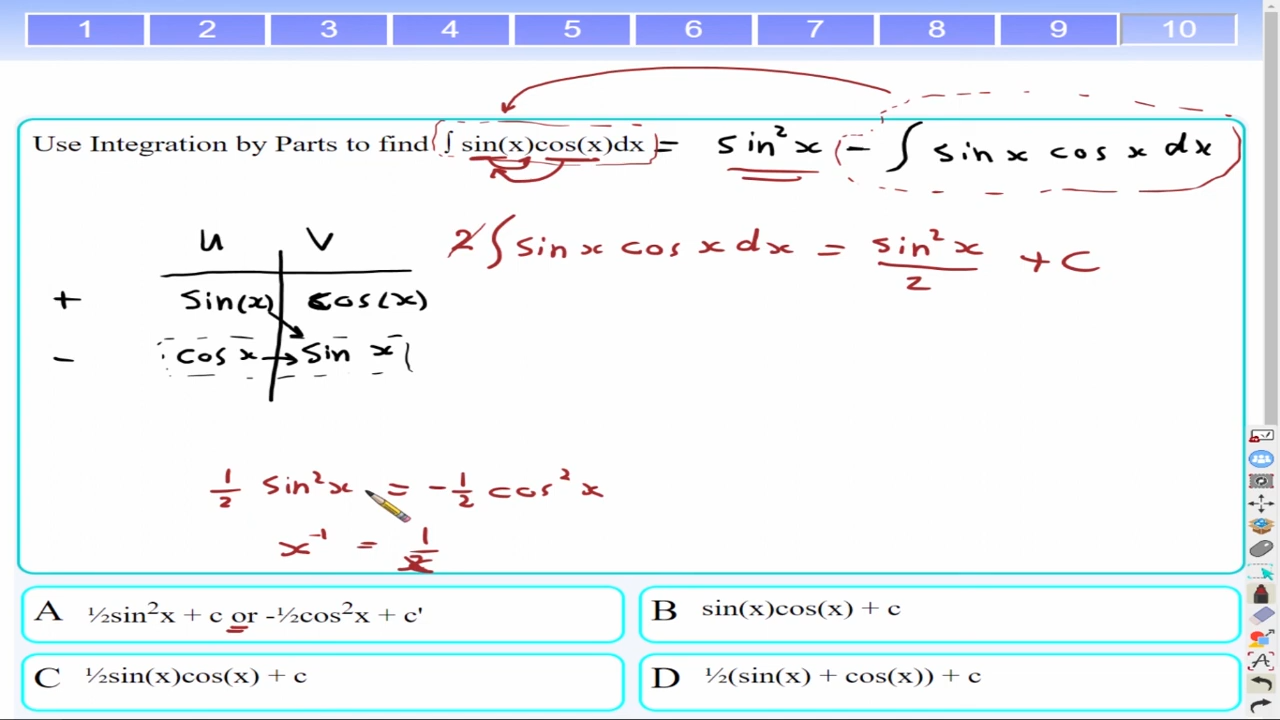 1 2 3 4 5 6 7 8 9 10
Use Integration by Parts to find ∫ sin(x)cos(x)dx = sin²x − ∫ sin x cos x dx
u v
2∫ sin x cos x dx = sin²x/2 + C
+ Sin(x) cos(x)
− cos x → sin x
1/2 sin²x = −1/2 cos²x
x⁻¹ = 1/x
A ½sin²x + c or -½cos²x + c'
B sin(x)cos(x) + c
C ½sin(x)cos(x) + c
D ½(sin(x) + cos(x)) + c